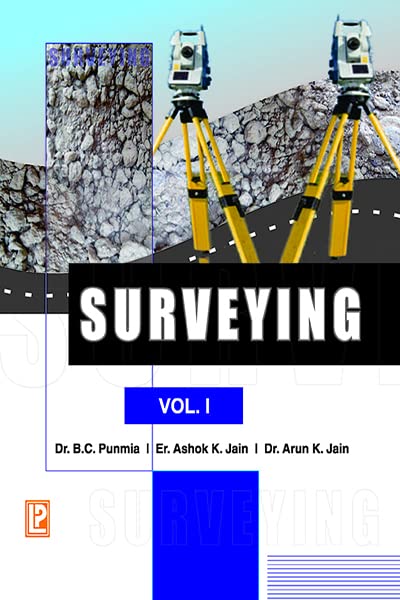 SURVEYING
SURVEYING
VOL. I
Dr. B.C. Punmia | Er. Ashok K. Jain | Dr. Arun K. Jain
LP
SURVEYING